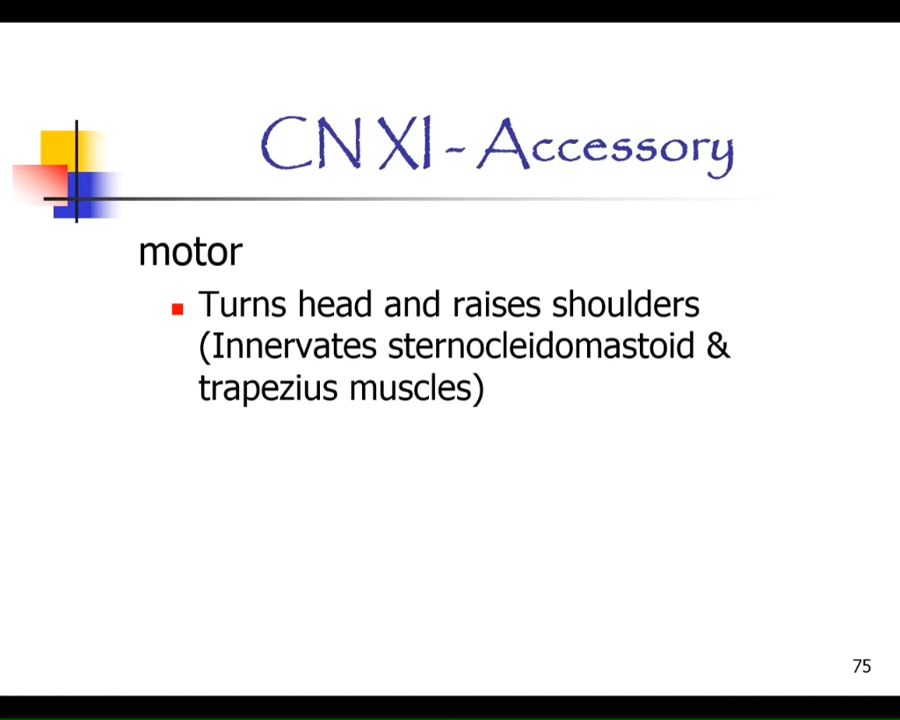 CN XI - Accessory
motor
Turns head and raises shoulders
(Innervates sternocleidomastoid &
trapezius muscles)
75